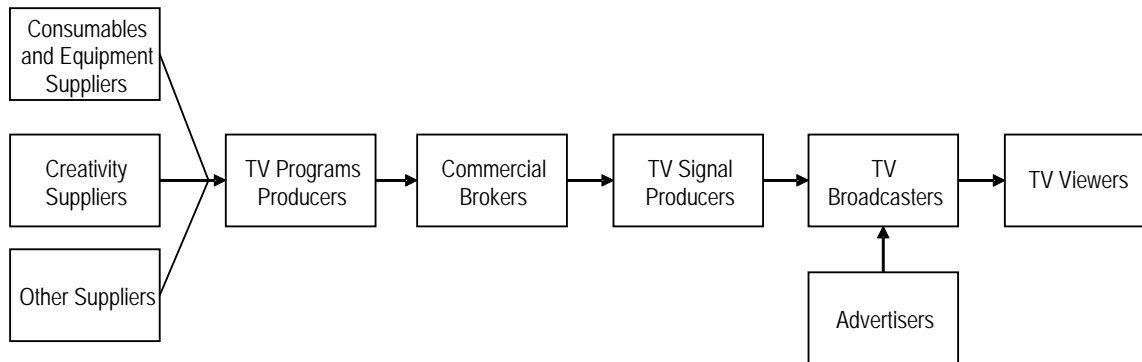 Consumables
and Equipment
Suppliers
Creativity
Suppliers
Other Suppliers
TV Programs
Producers
Commercial
Brokers
TV Signal
Producers
TV
Broadcasters
TV Viewers
Advertisers